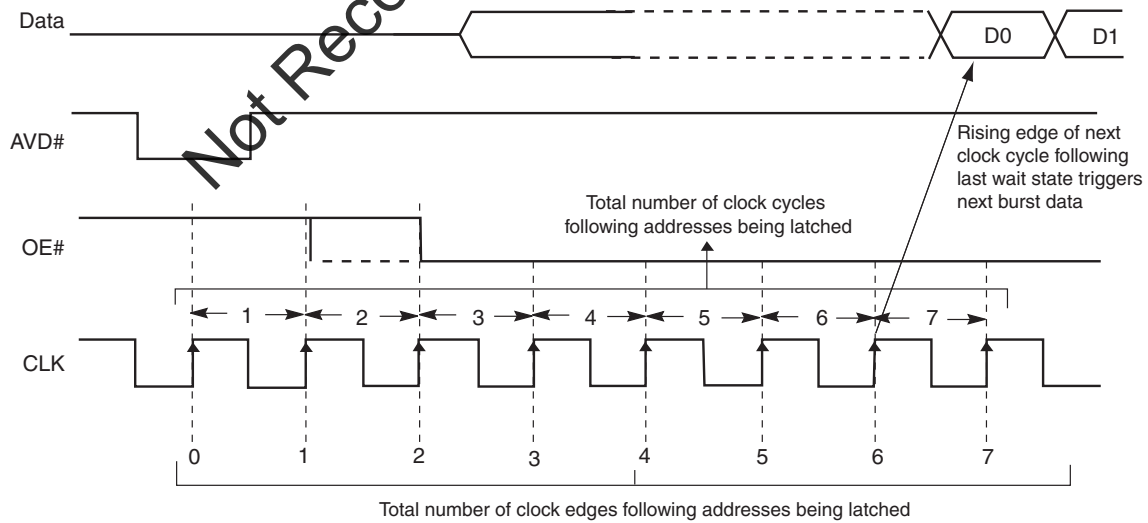 Data
D0
D1
Not Reco
AVD#
Rising edge of next
clock cycle following
last wait state triggers
next burst data
Total number of clock cycles
following addresses being latched
OE#
1
2
3
4
5
6
7
CLK
0
1
2
3
4
5
6
7
Total number of clock edges following addresses being latched